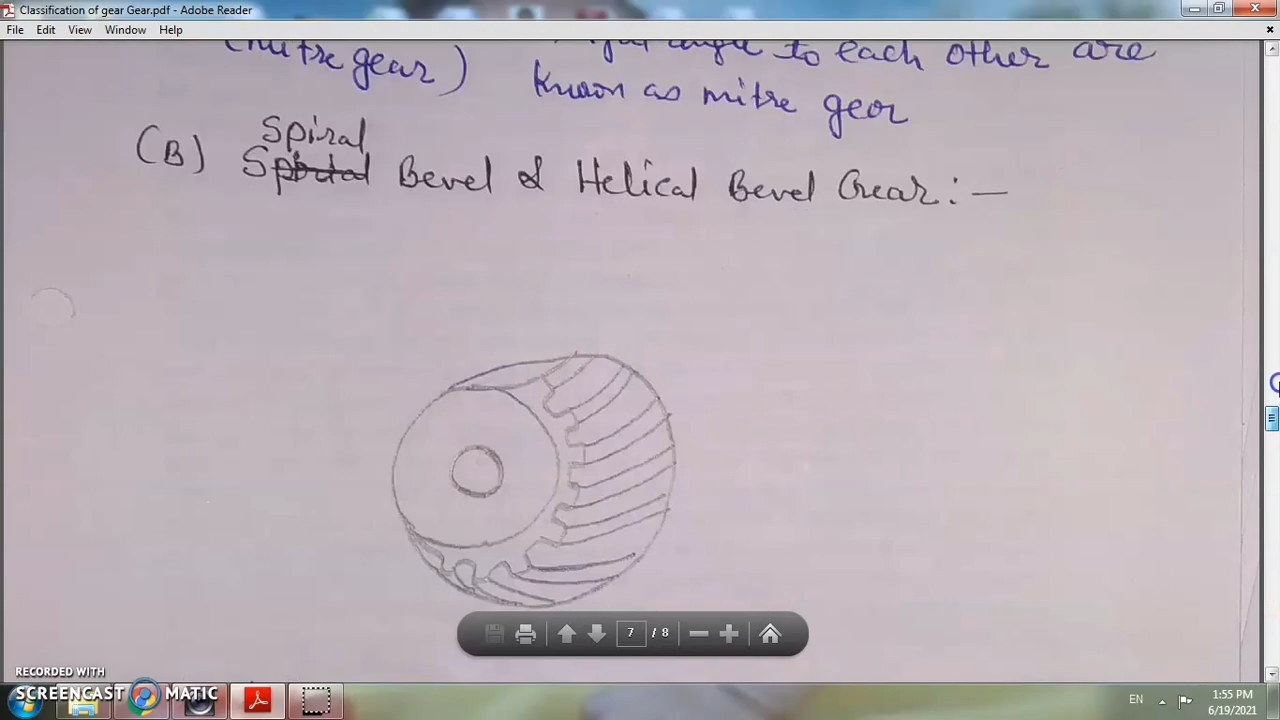 Classification of gear Gear.pdf - Adobe Reader
File Edit View Window Help
to each other are
(mitre gear) known as mitre gear
Spiral
(B) Bevel & Helical Bevel Gear:—
7 / 8
RECORDED WITH
SCREENCAST MATIC
EN
1:55 PM
6/19/2021